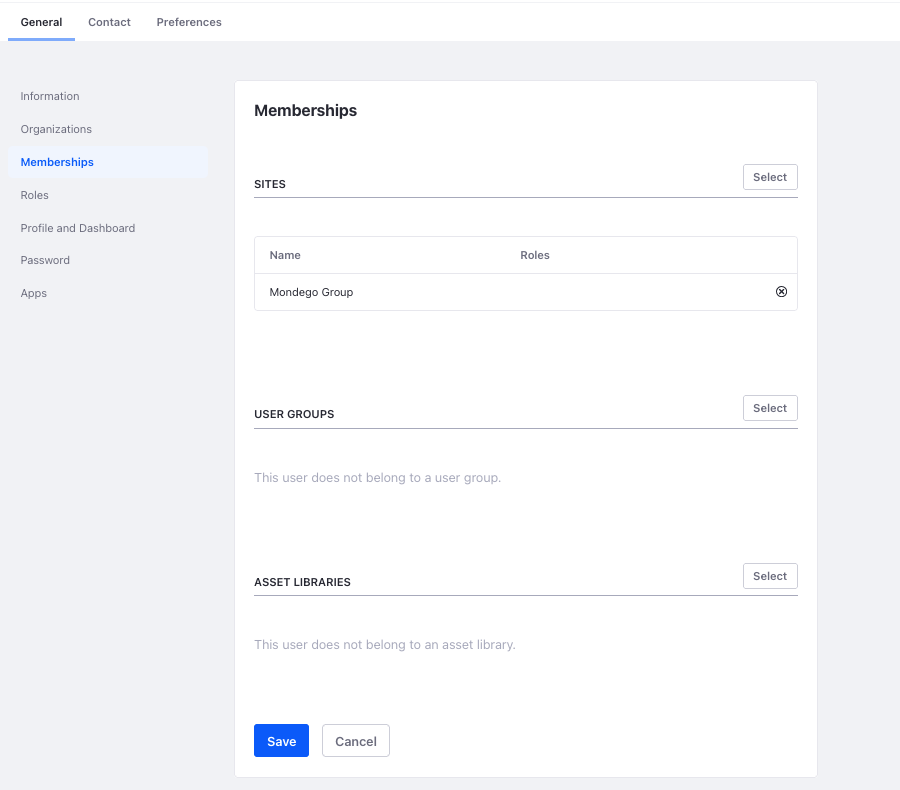 General Contact Preferences
Information
Organizations
Memberships
Roles
Profile and Dashboard
Password
Apps
Memberships
SITES Select
Name Roles
Mondego Group
USER GROUPS Select
This user does not belong to a user group.
ASSET LIBRARIES Select
This user does not belong to an asset library.
Save Cancel